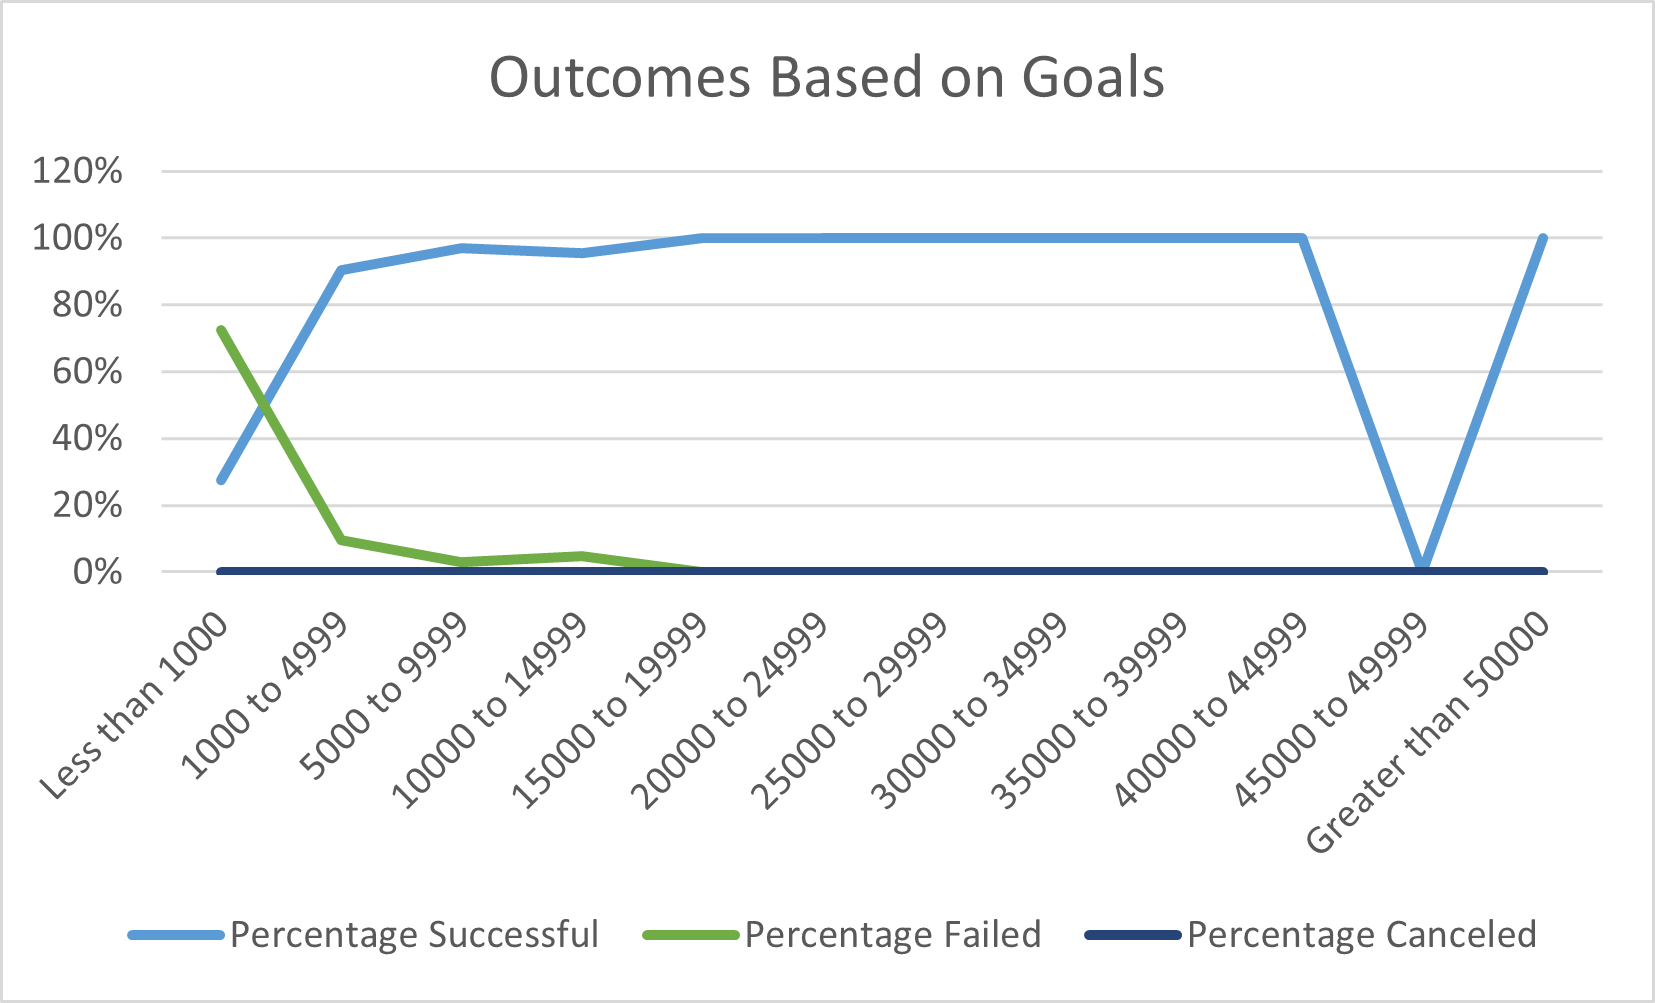 Outcomes Based on Goals
120%
100%
80%
60%
40%
20%
0%
Less than 1000
1000 to 4999
5000 to 9999
10000 to 14999
15000 to 19999
20000 to 24999
25000 to 29999
30000 to 34999
35000 to 39999
40000 to 44999
45000 to 49999
Greater than 50000
Percentage Successful
Percentage Failed
Percentage Canceled